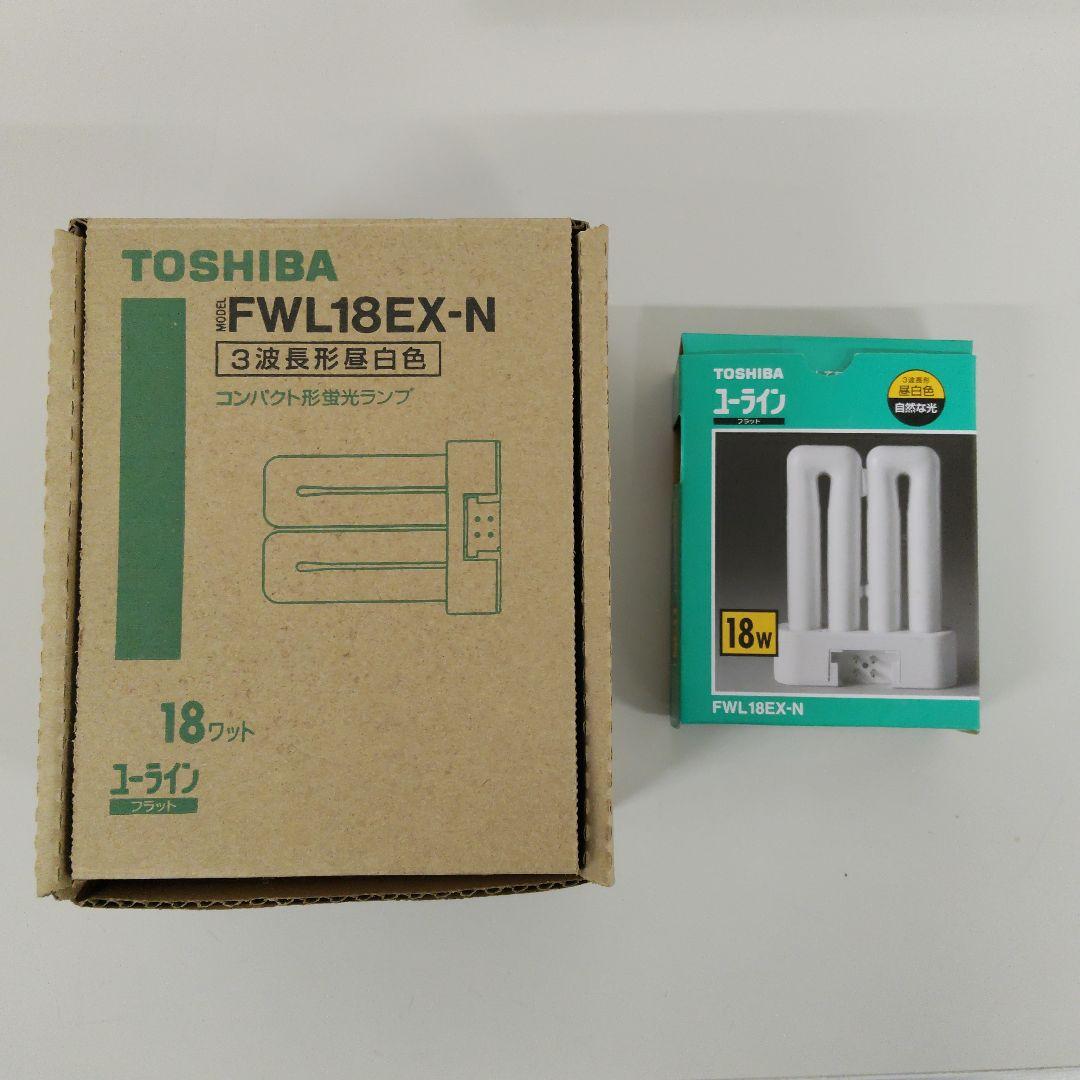 TOSHIBA
MODEL FWL18EX-N
3波長形昼白色
コンパクト形蛍光ランプ
18ワット
ユーライン
フラット
TOSHIBA
ユーライン
フラット
3波長形
昼白色
自然な光
18W
FWL18EX-N